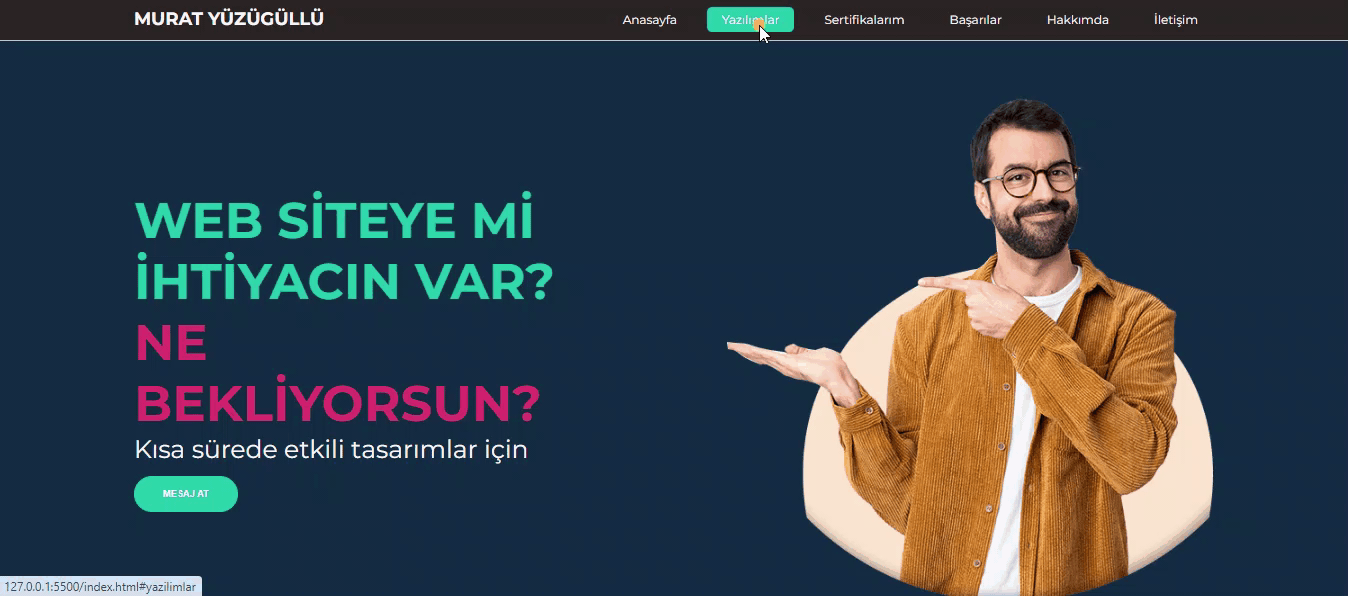 MURAT YÜZÜGÜLLÜ
Anasayfa Yazılımlar Sertifikalarım Başarılar Hakkımda İletişim
WEB SİTEYE Mİ
İHTİYACIN VAR?
NE
BEKLİYORSUN?
Kısa sürede etkili tasarımlar için
MESAJ AT
127.0.0.1:5500/index.html#yazilimlar